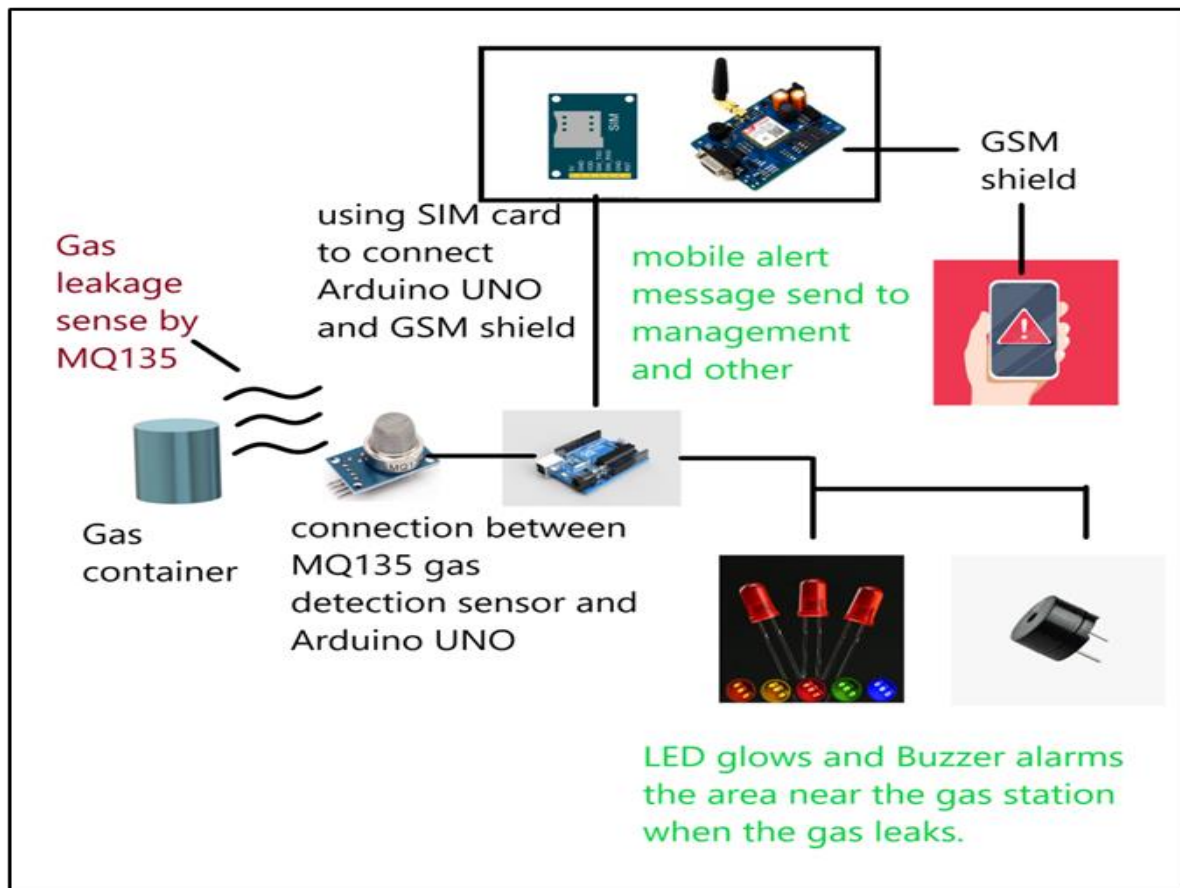 SIM
GSM
shield
using SIM card
to connect
Arduino UNO
and GSM shield
Gas
leakage
sense by
MQ135
mobile alert
message send to
management
and other
MQ1
Gas
container
connection between
MQ135 gas
detection sensor and
Arduino UNO
LED glows and Buzzer alarms
the area near the gas station
when the gas leaks.